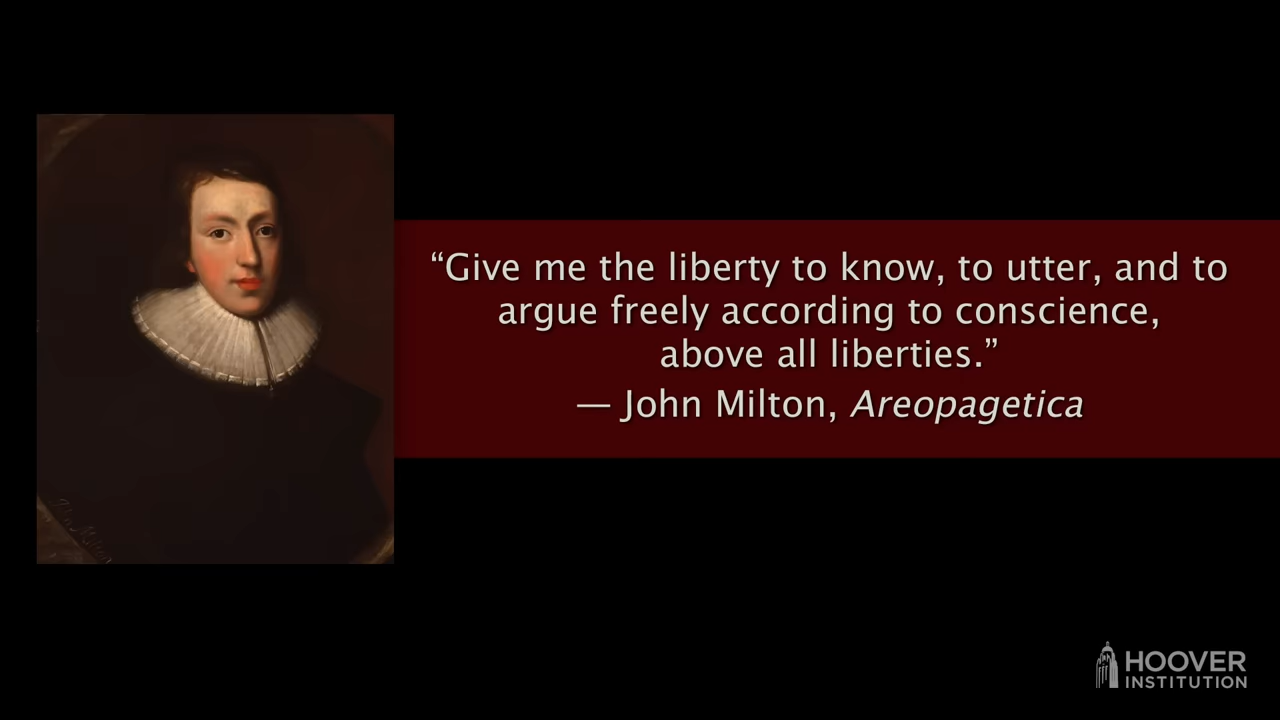 “Give me the liberty to know, to utter, and to
argue freely according to conscience,
above all liberties.”
— John Milton, Areopagetica
HOOVER
INSTITUTION